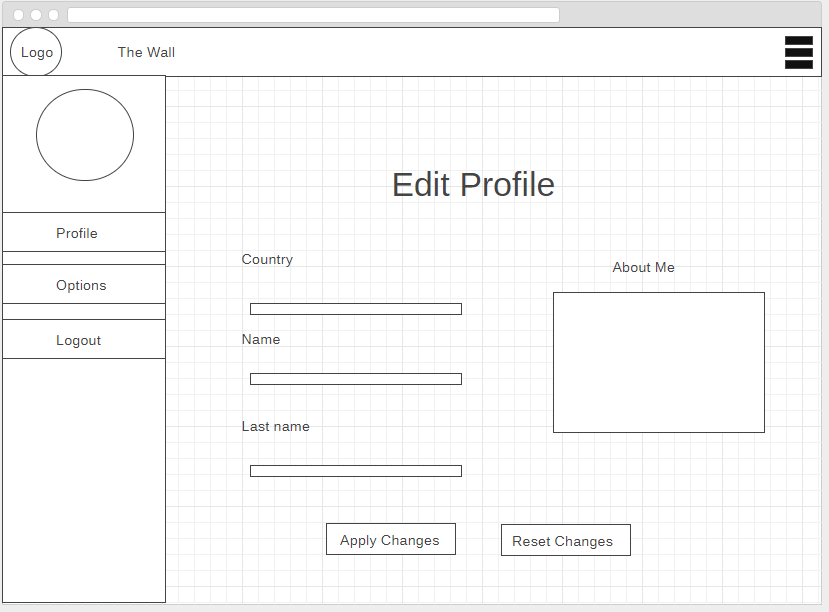 Logo
The Wall
Profile
Options
Logout
Edit Profile
Country
Name
Last name
About Me
Apply Changes
Reset Changes